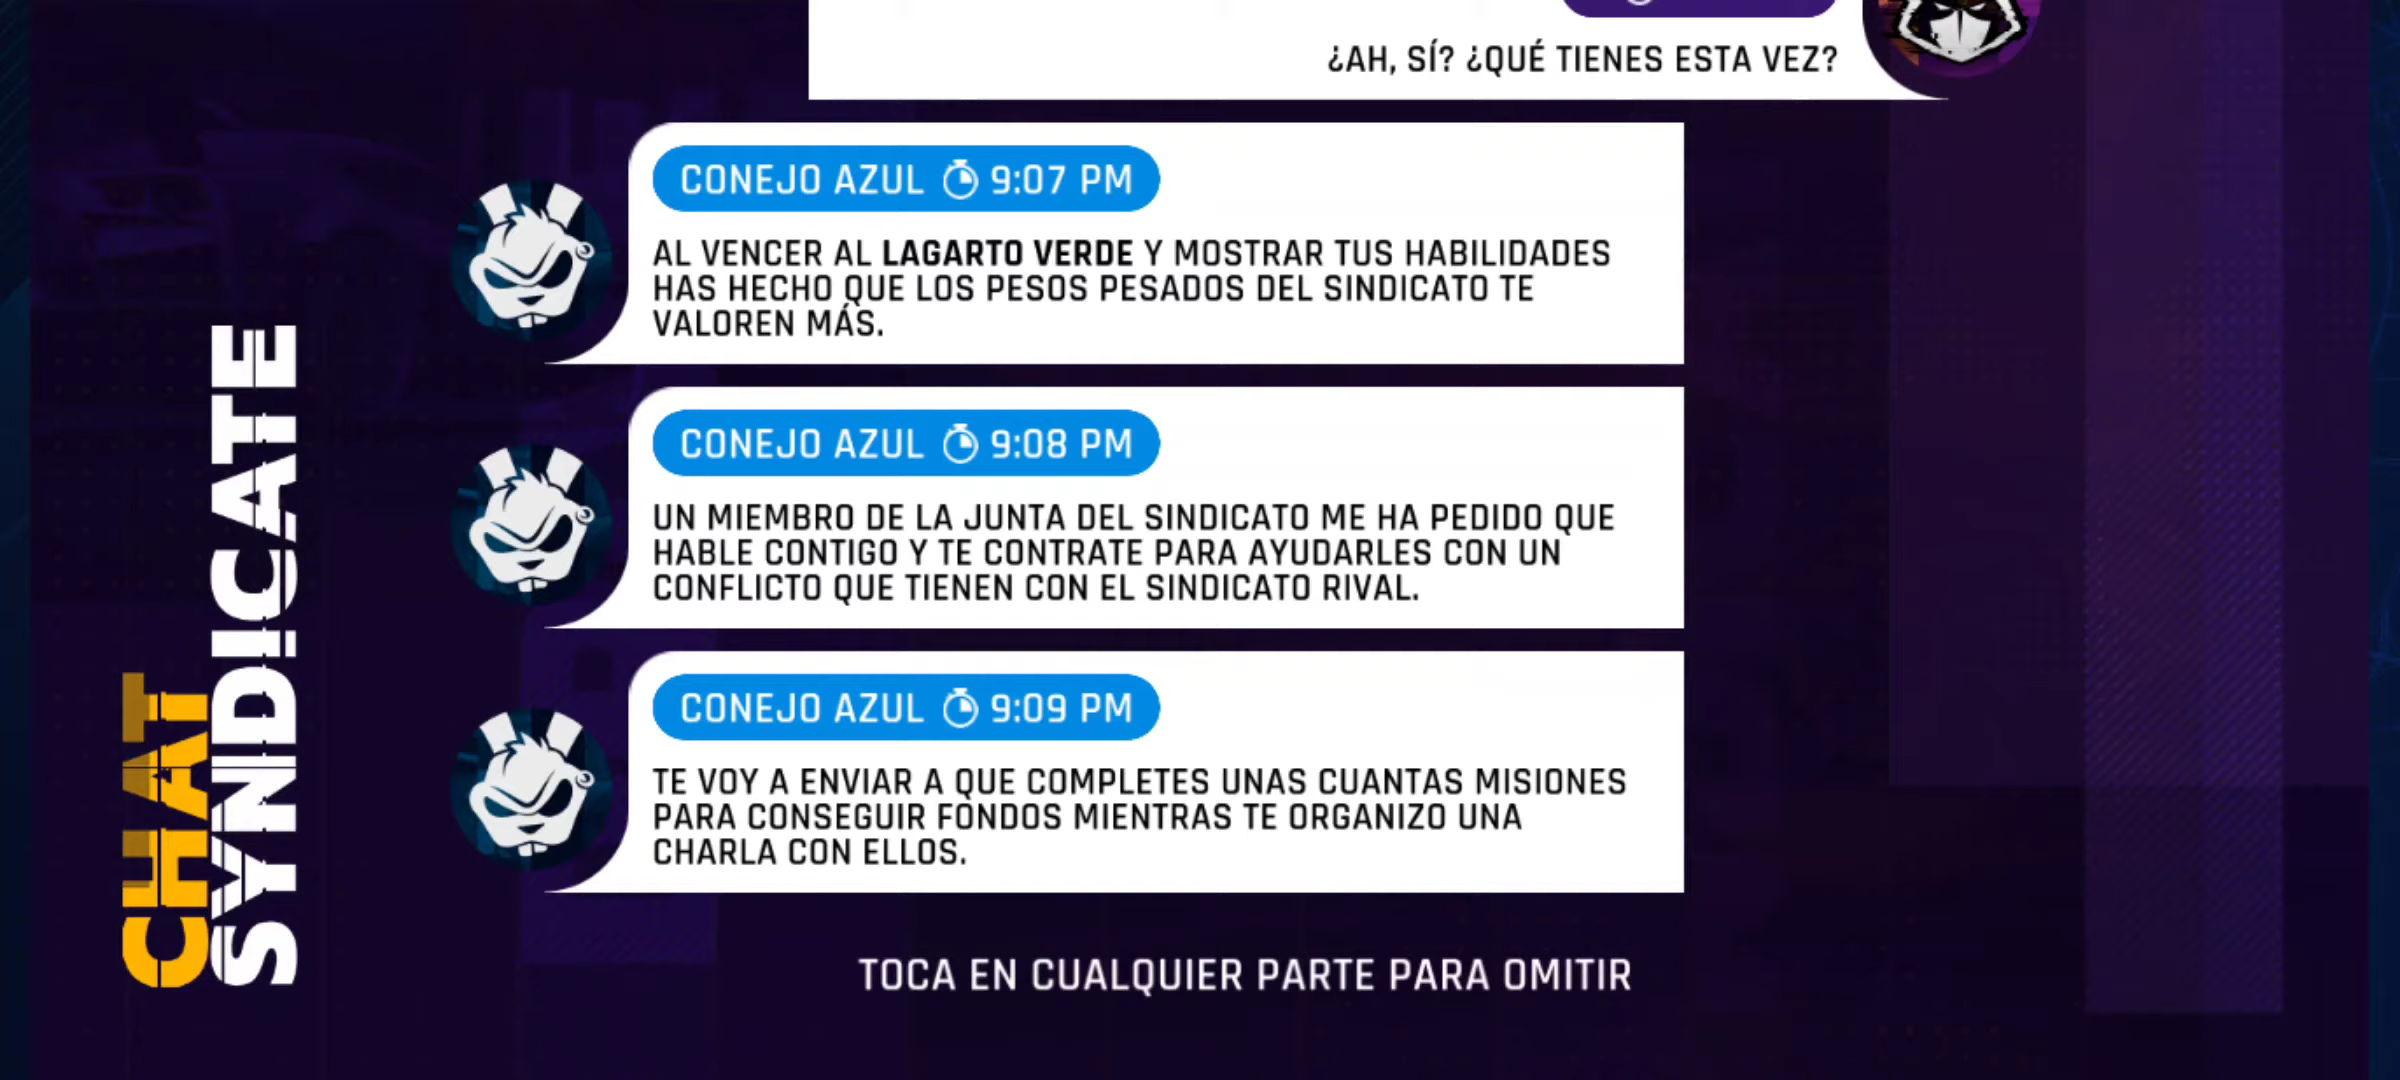 ¿AH, SÍ? ¿QUÉ TIENES ESTA VEZ?
CONEJO AZUL 9:07 PM
AL VENCER AL LAGARTO VERDE Y MOSTRAR TUS HABILIDADES
HAS HECHO QUE LOS PESOS PESADOS DEL SINDICATO TE
VALOREN MÁS.
CONEJO AZUL 9:08 PM
UN MIEMBRO DE LA JUNTA DEL SINDICATO ME HA PEDIDO QUE
HABLE CONTIGO Y TE CONTRATE PARA AYUDARLES CON UN
CONFLICTO QUE TIENEN CON EL SINDICATO RIVAL.
CONEJO AZUL 9:09 PM
TE VOY A ENVIAR A QUE COMPLETES UNAS CUANTAS MISIONES
PARA CONSEGUIR FONDOS MIENTRAS TE ORGANIZO UNA
CHARLA CON ELLOS.
CHAT
SYNDICATE
TOCA EN CUALQUIER PARTE PARA OMITIR